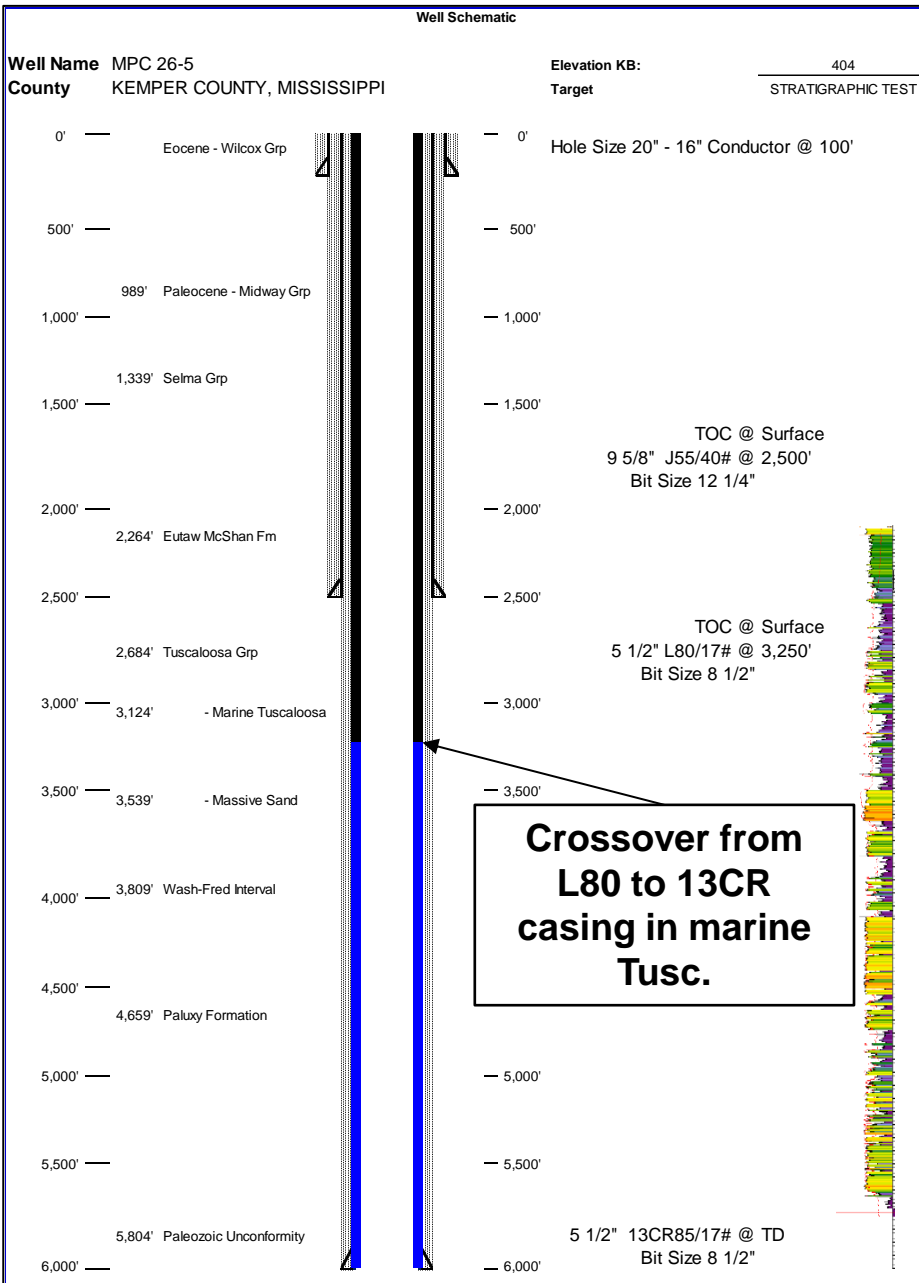 Well Schematic
Well Name MPC 26-5
County KEMPER COUNTY, MISSISSIPPI
Elevation KB: 404
Target STRATIGRAPHIC TEST
0'
Eocene - Wilcox Grp
500'
989' Paleocene - Midway Grp
1,000'
1,339' Selma Grp
1,500'
2,000'
2,264' Eutaw McShan Fm
2,500'
2,684' Tuscaloosa Grp
3,000'
3,124' - Marine Tuscaloosa
3,500'
3,539' - Massive Sand
3,809' Wash-Fred Interval
4,000'
4,500'
4,659' Paluxy Formation
5,000'
5,500'
5,804' Paleozoic Unconformity
6,000'
0'
Hole Size 20" - 16" Conductor @ 100'
500'
1,000'
1,500'
TOC @ Surface
9 5/8" J55/40# @ 2,500'
Bit Size 12 1/4"
2,000'
2,500'
TOC @ Surface
5 1/2" L80/17# @ 3,250'
Bit Size 8 1/2"
3,000'
3,500'
Crossover from
L80 to 13CR
casing in marine
Tusc.
5,000'
5,500'
5 1/2" 13CR85/17# @ TD
Bit Size 8 1/2"
6,000'